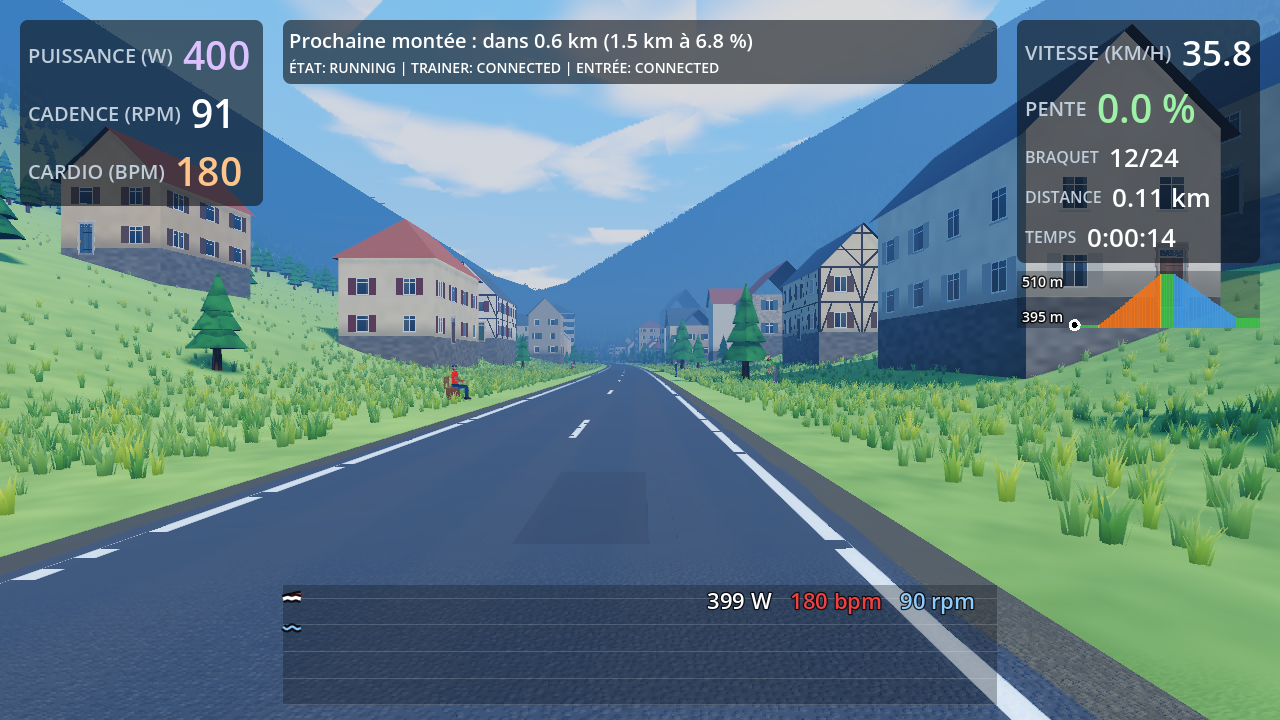 PUISSANCE (W) 400
CADENCE (RPM) 91
CARDIO (BPM) 180
Prochaine montée : dans 0.6 km (1.5 km à 6.8 %)
ÉTAT: RUNNING | TRAINER: CONNECTED | ENTRÉE: CONNECTED
VITESSE (KM/H) 35.8
PENTE 0.0 %
BRAQUET 12/24
DISTANCE 0.11 km
TEMPS 0:00:14
510 m
395 m
399 W 180 bpm 90 rpm